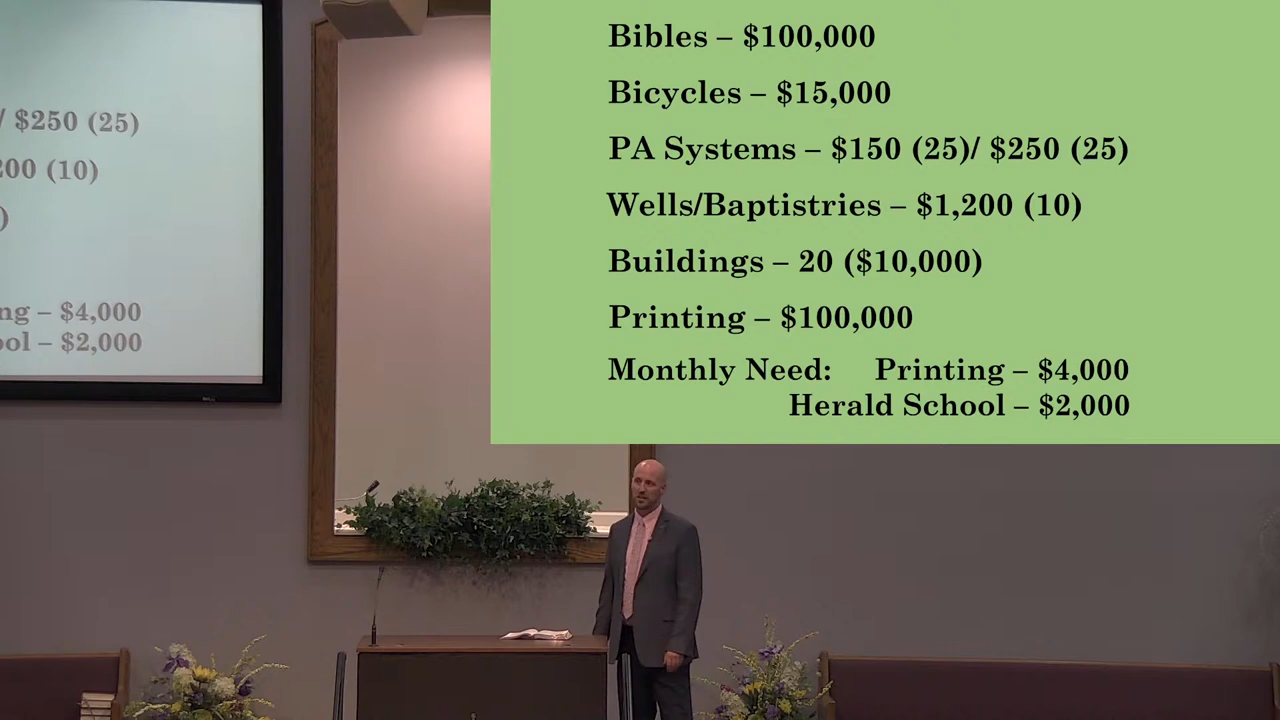 Bibles – $100,000
Bicycles – $15,000
PA Systems – $150 (25)/ $250 (25)
Wells/Baptistries – $1,200 (10)
Buildings – 20 ($10,000)
Printing – $100,000
Monthly Need: Printing – $4,000
Herald School – $2,000
/ $250 (25)
200 (10)
)
ng – $4,000
ool – $2,000